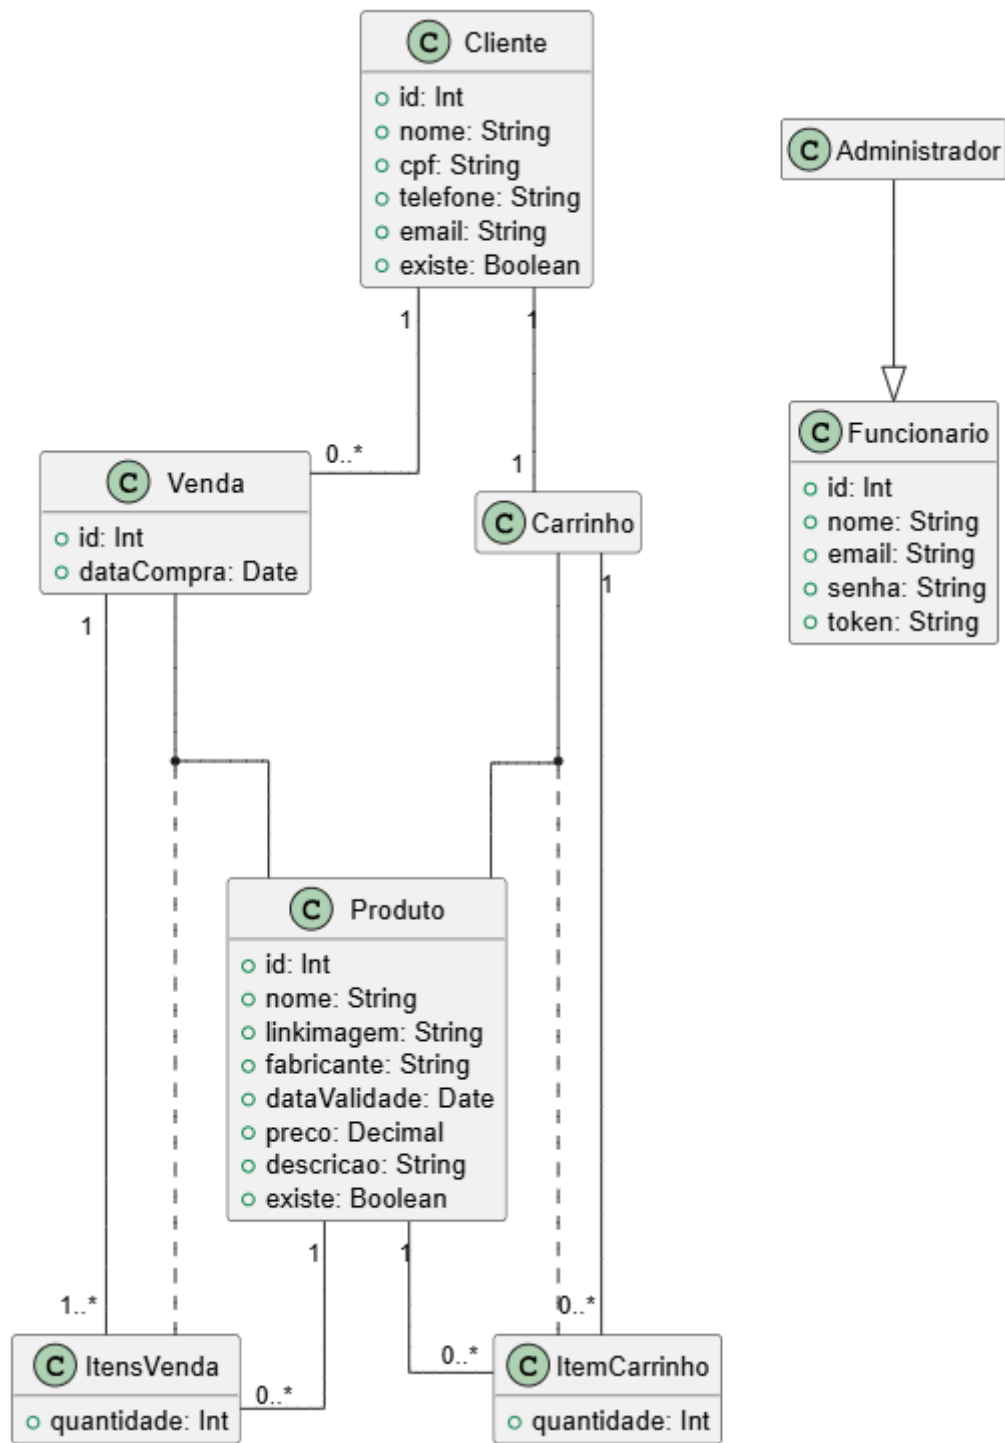 C Cliente
id: Int
nome: String
cpf: String
telefone: String
email: String
existe: Boolean
C Administrador
1
1
0..*
1
C Funcionario
id: Int
nome: String
email: String
senha: String
token: String
C Venda
id: Int
dataCompra: Date
C Carrinho
1
1
C Produto
id: Int
nome: String
linkimagem: String
fabricante: String
dataValidade: Date
preco: Decimal
descricao: String
existe: Boolean
1
1
1..*
0..*
0..*
0..*
C ItensVenda
quantidade: Int
C ItemCarrinho
quantidade: Int